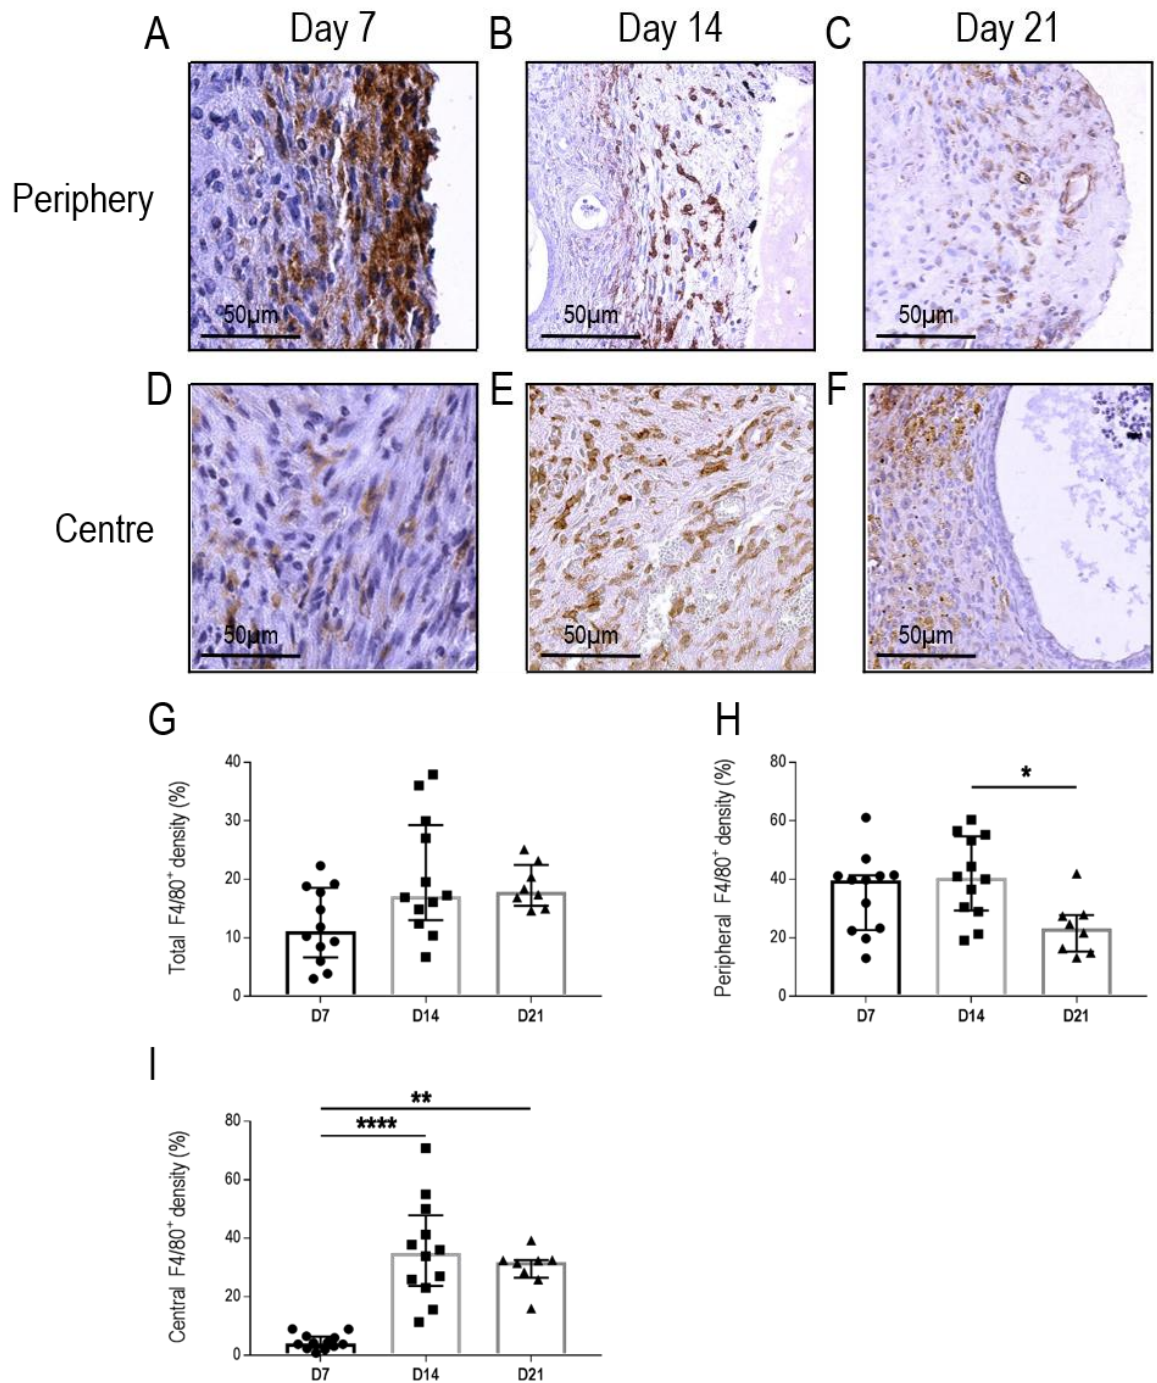 A Day 7 B Day 14 C Day 21
Periphery
50µm 50µm 50µm
D E F
Centre
50µm 50µm 50µm
G H
Total F4/80⁺ density (%)
40
30
20
10
0
D7 D14 D21
Peripheral F4/80⁺ density (%)
*
80
60
40
20
0
D7 D14 D21
I
Central F4/80⁺ density (%)
**
****
80
60
40
20
0
D7 D14 D21